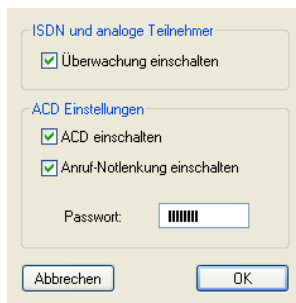 ISDN und analoge Teilnehmer
Überwachung einschalten
ACD Einstellungen
ACD einschalten
Anruf-Notlenkung einschalten
Passwort:
Abbrechen
OK